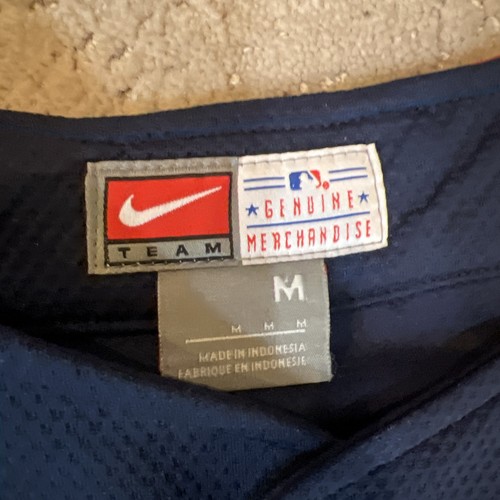 TEAM
GENUINE
MERCHANDISE
M
M M M
MADE IN INDONESIA
FABRIQUE EN INDONESIE